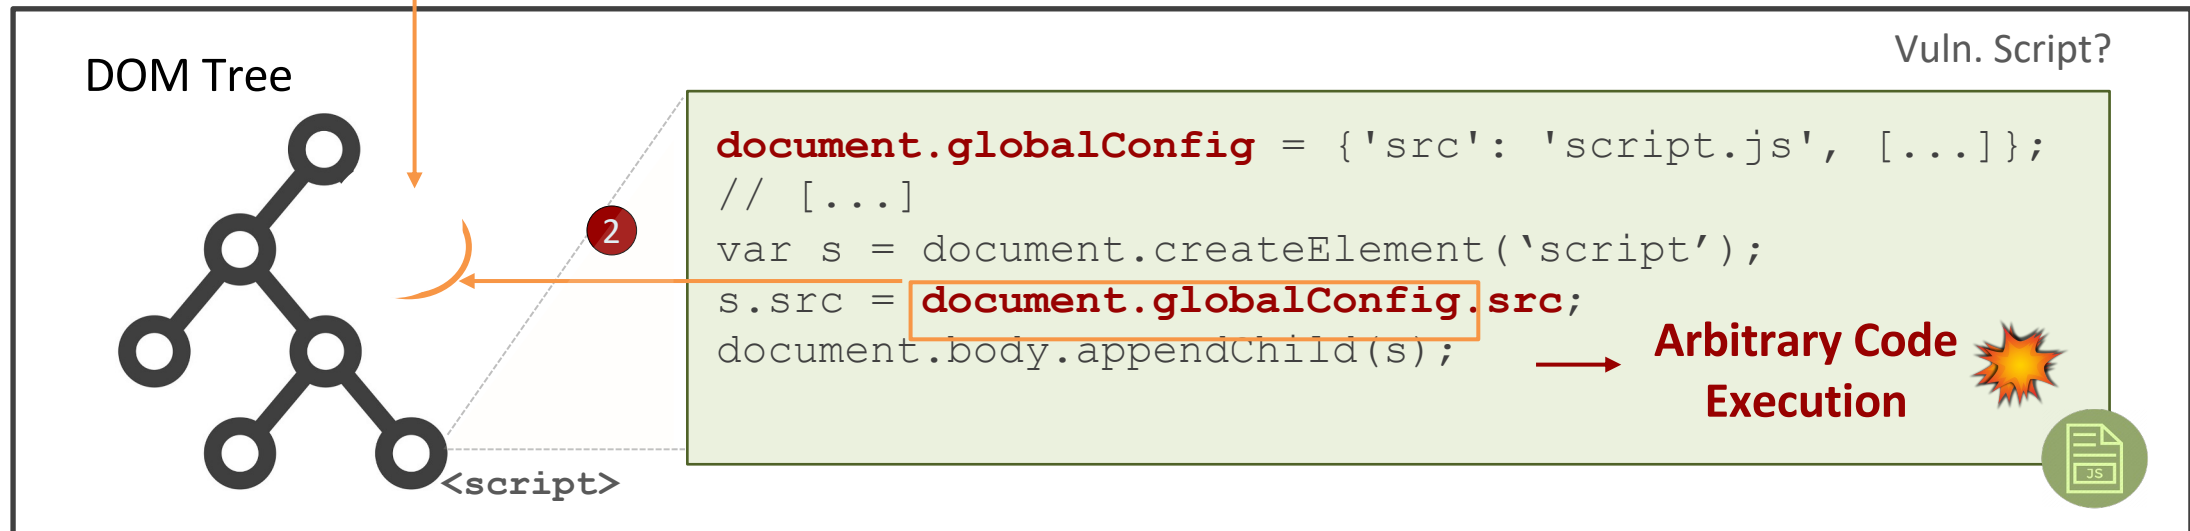 Vuln. Script?
DOM Tree
document.globalConfig = {'src': 'script.js', [...]};
// [...]
2
var s = document.createElement(‘script’);
s.src = document.globalConfig.src;
document.body.appendChild(s);
Arbitrary Code
Execution
JS
<script>